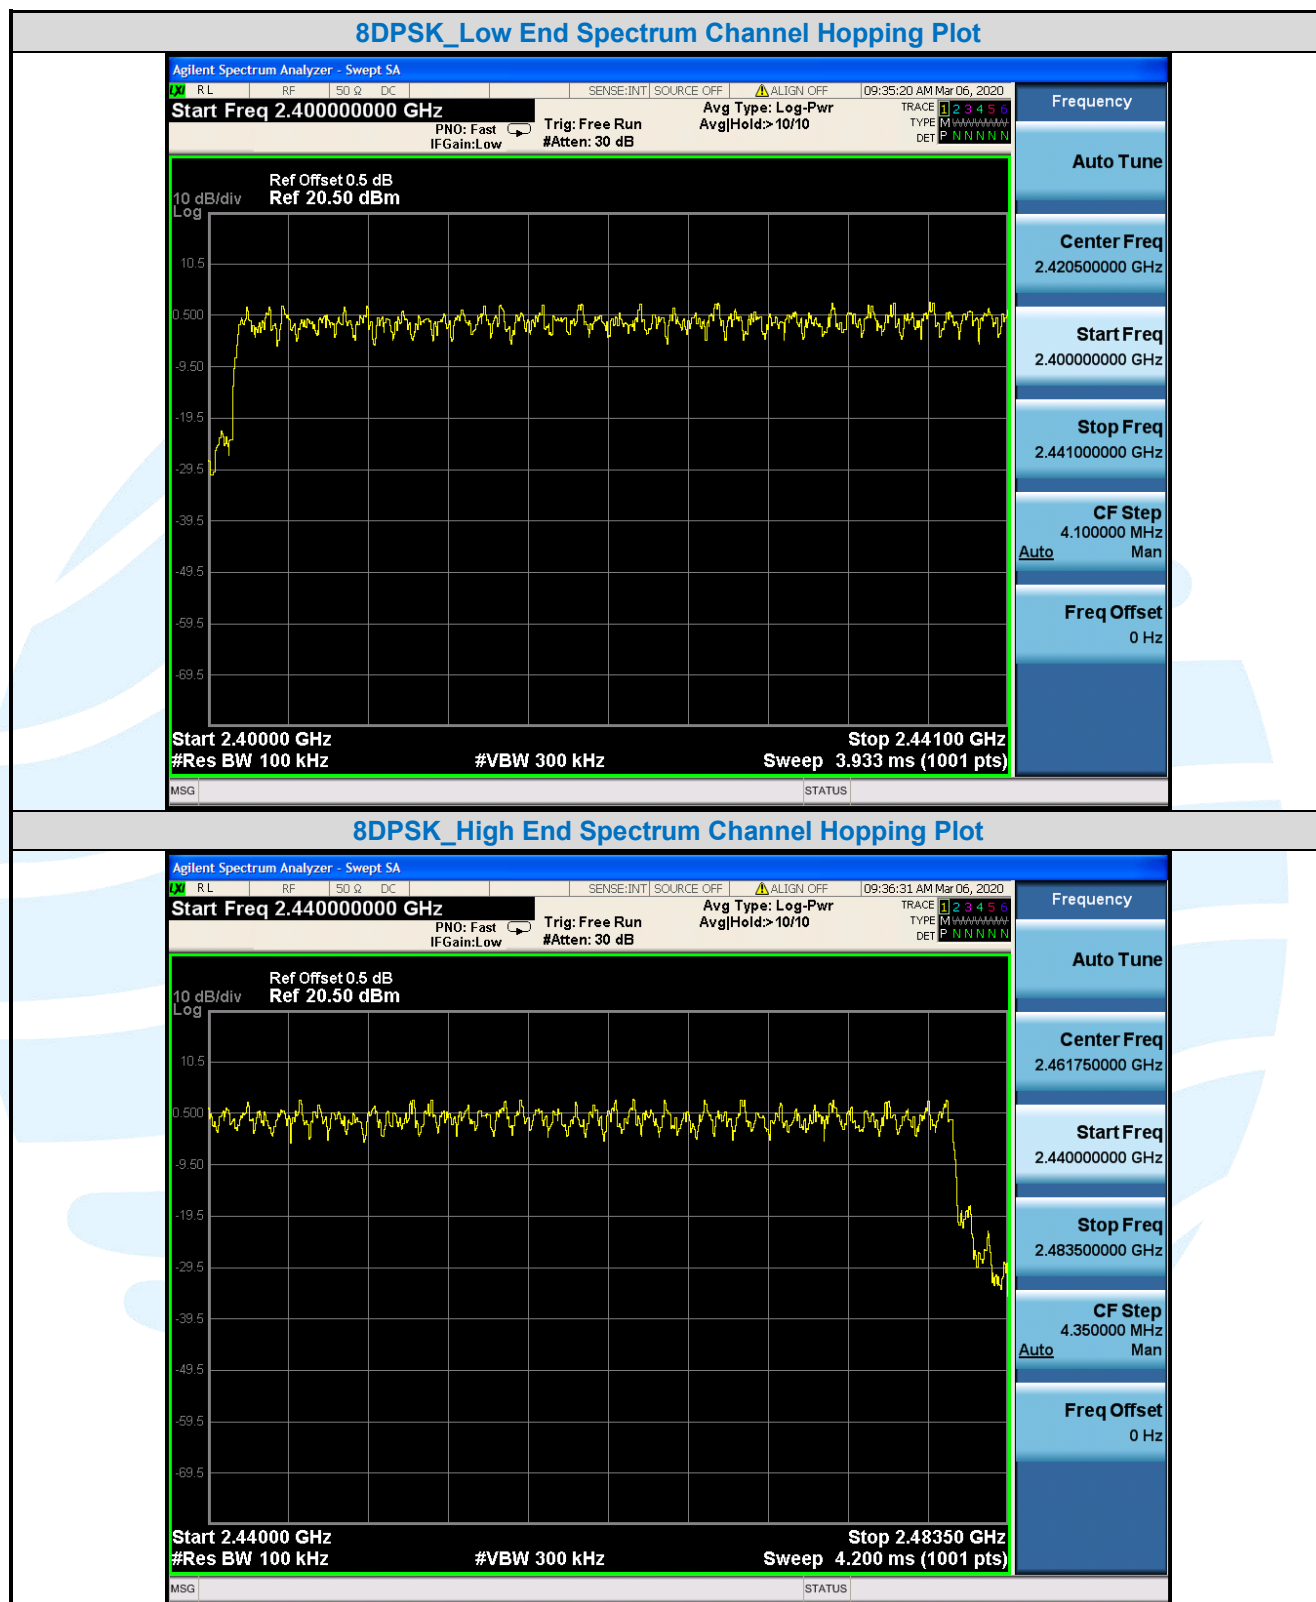 8DPSK_Low End Spectrum Channel Hopping Plot
Agilent Spectrum Analyzer - Swept SA
LXI RL RF 50 Ω DC SENSE:INT SOURCE OFF ALIGN OFF 09:35:20 AM Mar 06, 2020
Start Freq 2.400000000 GHz
PNO: Fast
IFGain:Low
Trig: Free Run
#Atten: 30 dB
Avg Type: Log-Pwr
Avg|Hold:>10/10
TRACE 1 2 3 4 5 6
TYPE M
DET P N N N N N
Ref Offset 0.5 dB
10 dB/div Ref 20.50 dBm
Log
10.5
0.500
-9.50
-19.5
-29.5
-39.5
-49.5
-59.5
-69.5
Start 2.40000 GHz Stop 2.44100 GHz
#Res BW 100 kHz #VBW 300 kHz Sweep 3.933 ms (1001 pts)
MSG STATUS
Frequency
Auto Tune
Center Freq
2.420500000 GHz
Start Freq
2.400000000 GHz
Stop Freq
2.441000000 GHz
CF Step
4.100000 MHz
Auto Man
Freq Offset
0 Hz
8DPSK_High End Spectrum Channel Hopping Plot
Agilent Spectrum Analyzer - Swept SA
LXI RL RF 50 Ω DC SENSE:INT SOURCE OFF ALIGN OFF 09:36:31 AM Mar 06, 2020
Start Freq 2.440000000 GHz
PNO: Fast
IFGain:Low
Trig: Free Run
#Atten: 30 dB
Avg Type: Log-Pwr
Avg|Hold:>10/10
TRACE 1 2 3 4 5 6
TYPE M
DET P N N N N N
Ref Offset 0.5 dB
10 dB/div Ref 20.50 dBm
Log
10.5
0.500
-9.50
-19.5
-29.5
-39.5
-49.5
-59.5
-69.5
Start 2.44000 GHz Stop 2.48350 GHz
#Res BW 100 kHz #VBW 300 kHz Sweep 4.200 ms (1001 pts)
MSG STATUS
Frequency
Auto Tune
Center Freq
2.461750000 GHz
Start Freq
2.440000000 GHz
Stop Freq
2.483500000 GHz
CF Step
4.350000 MHz
Auto Man
Freq Offset
0 Hz